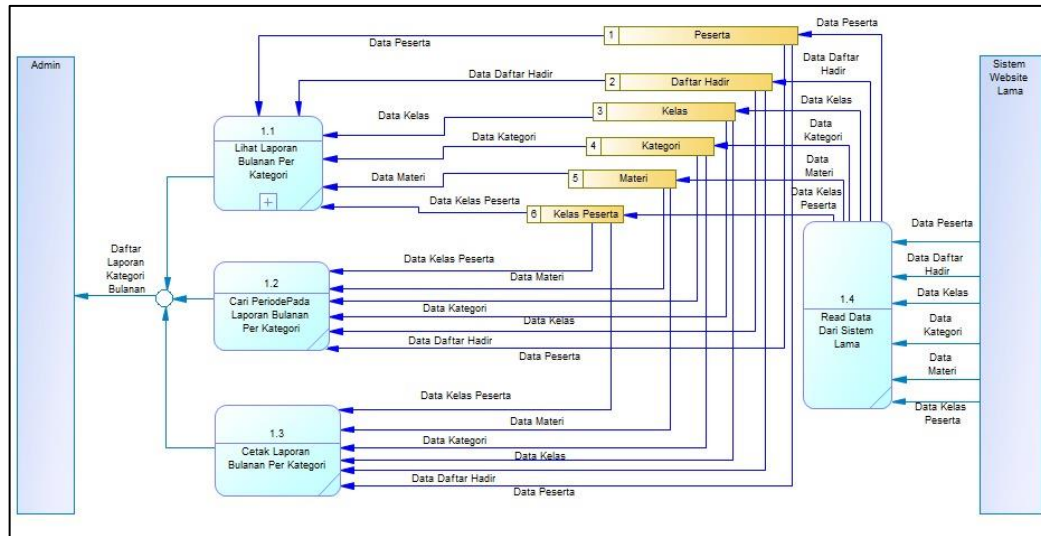 Admin
Sistem
Website
Lama
1 Peserta
2 Daftar Hadir
3 Kelas
4 Kategori
5 Materi
6 Kelas Peserta
Data Peserta
Data Daftar Hadir
Data Kelas
Data Kategori
Data Materi
Data Kelas Peserta
Data Peserta
Data Daftar
Hadir
Data Kelas
Data
Kategori
Data
Materi
Data Kelas
Peserta
1.1
Lihat Laporan
Bulanan Per
Kategori
Daftar
Laporan
Kategori
Bulanan
1.2
Cari PeriodePada
Laporan Bulanan
Per Kategori
Data Kelas Peserta
Data Materi
Data Kategori
Data Kelas
Data Daftar Hadir
Data Peserta
1.3
Cetak Laporan
Bulanan Per Kategori
Data Kelas Peserta
Data Materi
Data Kategori
Data Kelas
Data Daftar Hadir
Data Peserta
1.4
Read Data
Dari Sistem
Lama
Data Peserta
Data Daftar
Hadir
Data Kelas
Data
Kategori
Data
Materi
Data Kelas
Peserta